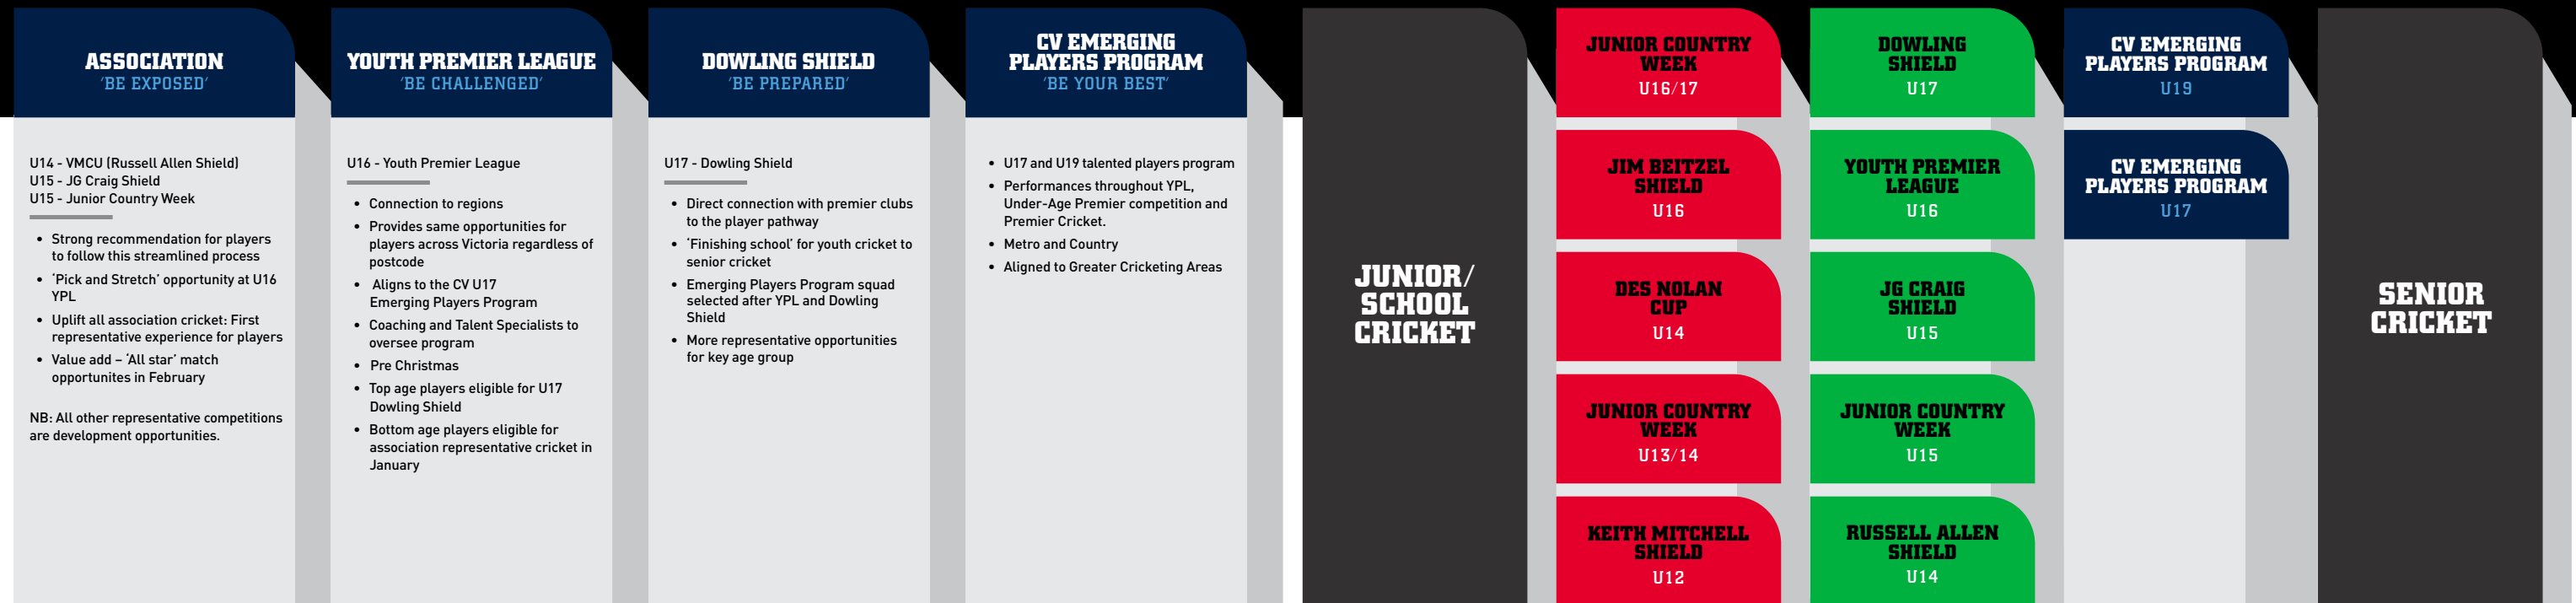 ASSOCIATION
‘BE EXPOSED’
U14 - VMCU (Russell Allen Shield)
U15 - JG Craig Shield
U15 - Junior Country Week
• Strong recommendation for players
to follow this streamlined process
• ‘Pick and Stretch’ opportunity at U16
YPL
• Uplift all association cricket: First
representative experience for players
• Value add – ‘All star’ match
opportunites in February
NB: All other representative competitions
are development opportunities.
YOUTH PREMIER LEAGUE
‘BE CHALLENGED’
U16 - Youth Premier League
• Connection to regions
• Provides same opportunities for
players across Victoria regardless of
postcode
• Aligns to the CV U17
Emerging Players Program
• Coaching and Talent Specialists to
oversee program
• Pre Christmas
• Top age players eligible for U17
Dowling Shield
• Bottom age players eligible for
association representative cricket in
January
DOWLING SHIELD
‘BE PREPARED’
U17 - Dowling Shield
• Direct connection with premier clubs
to the player pathway
• ‘Finishing school’ for youth cricket to
senior cricket
• Emerging Players Program squad
selected after YPL and Dowling
Shield
• More representative opportunities
for key age group
CV EMERGING
PLAYERS PROGRAM
‘BE YOUR BEST’
• U17 and U19 talented players program
• Performances throughout YPL,
Under-Age Premier competition and
Premier Cricket.
• Metro and Country
• Aligned to Greater Cricketing Areas
JUNIOR/
SCHOOL
CRICKET
JUNIOR COUNTRY
WEEK
U16/17
JIM BEITZEL
SHIELD
U16
DES NOLAN
CUP
U14
JUNIOR COUNTRY
WEEK
U13/14
KEITH MITCHELL
SHIELD
U12
DOWLING
SHIELD
U17
YOUTH PREMIER
LEAGUE
U16
JG CRAIG
SHIELD
U15
JUNIOR COUNTRY
WEEK
U15
RUSSELL ALLEN
SHIELD
U14
CV EMERGING
PLAYERS PROGRAM
U19
CV EMERGING
PLAYERS PROGRAM
U17
SENIOR
CRICKET